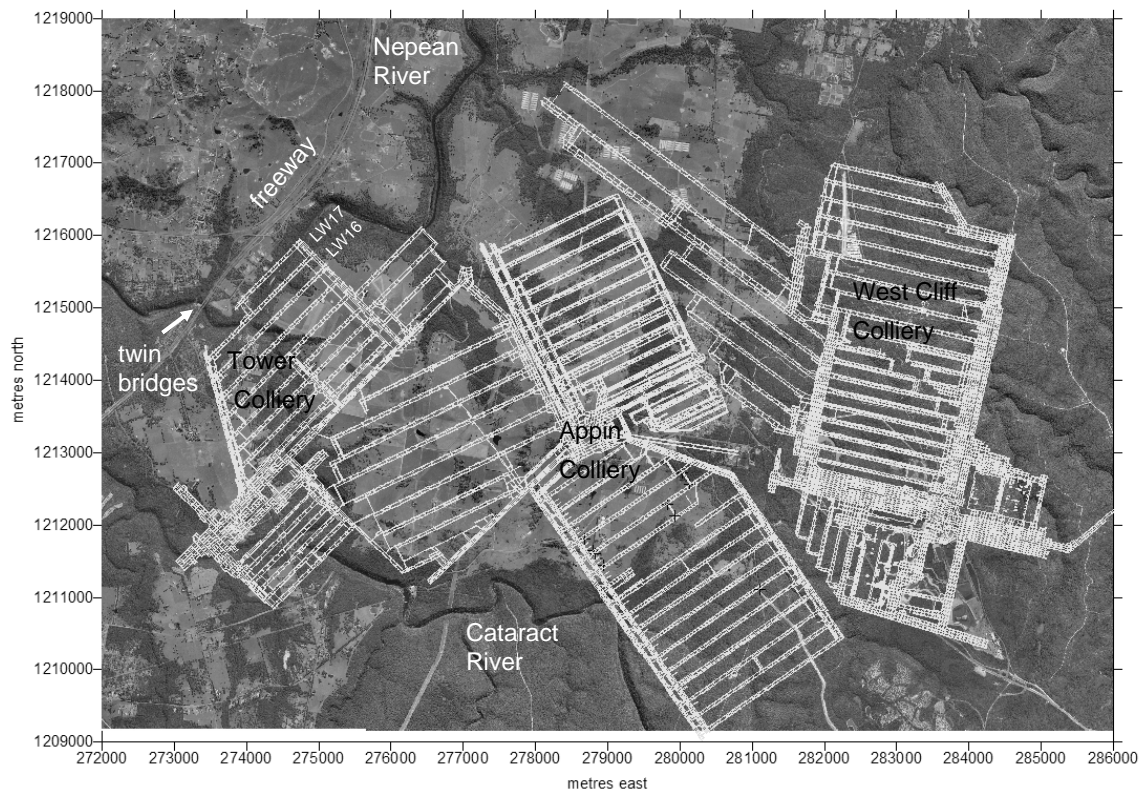 1219000
1218000
1217000
1216000
1215000
1214000
1213000
1212000
1211000
1210000
1209000
metres north
Nepean
River
freeway
LW17
LW16
twin
bridges
Tower
Colliery
Appin
Colliery
West Cliff
Colliery
Cataract
River
272000 273000 274000 275000 276000 277000 278000 279000 280000 281000 282000 283000 284000 285000 286000
metres east